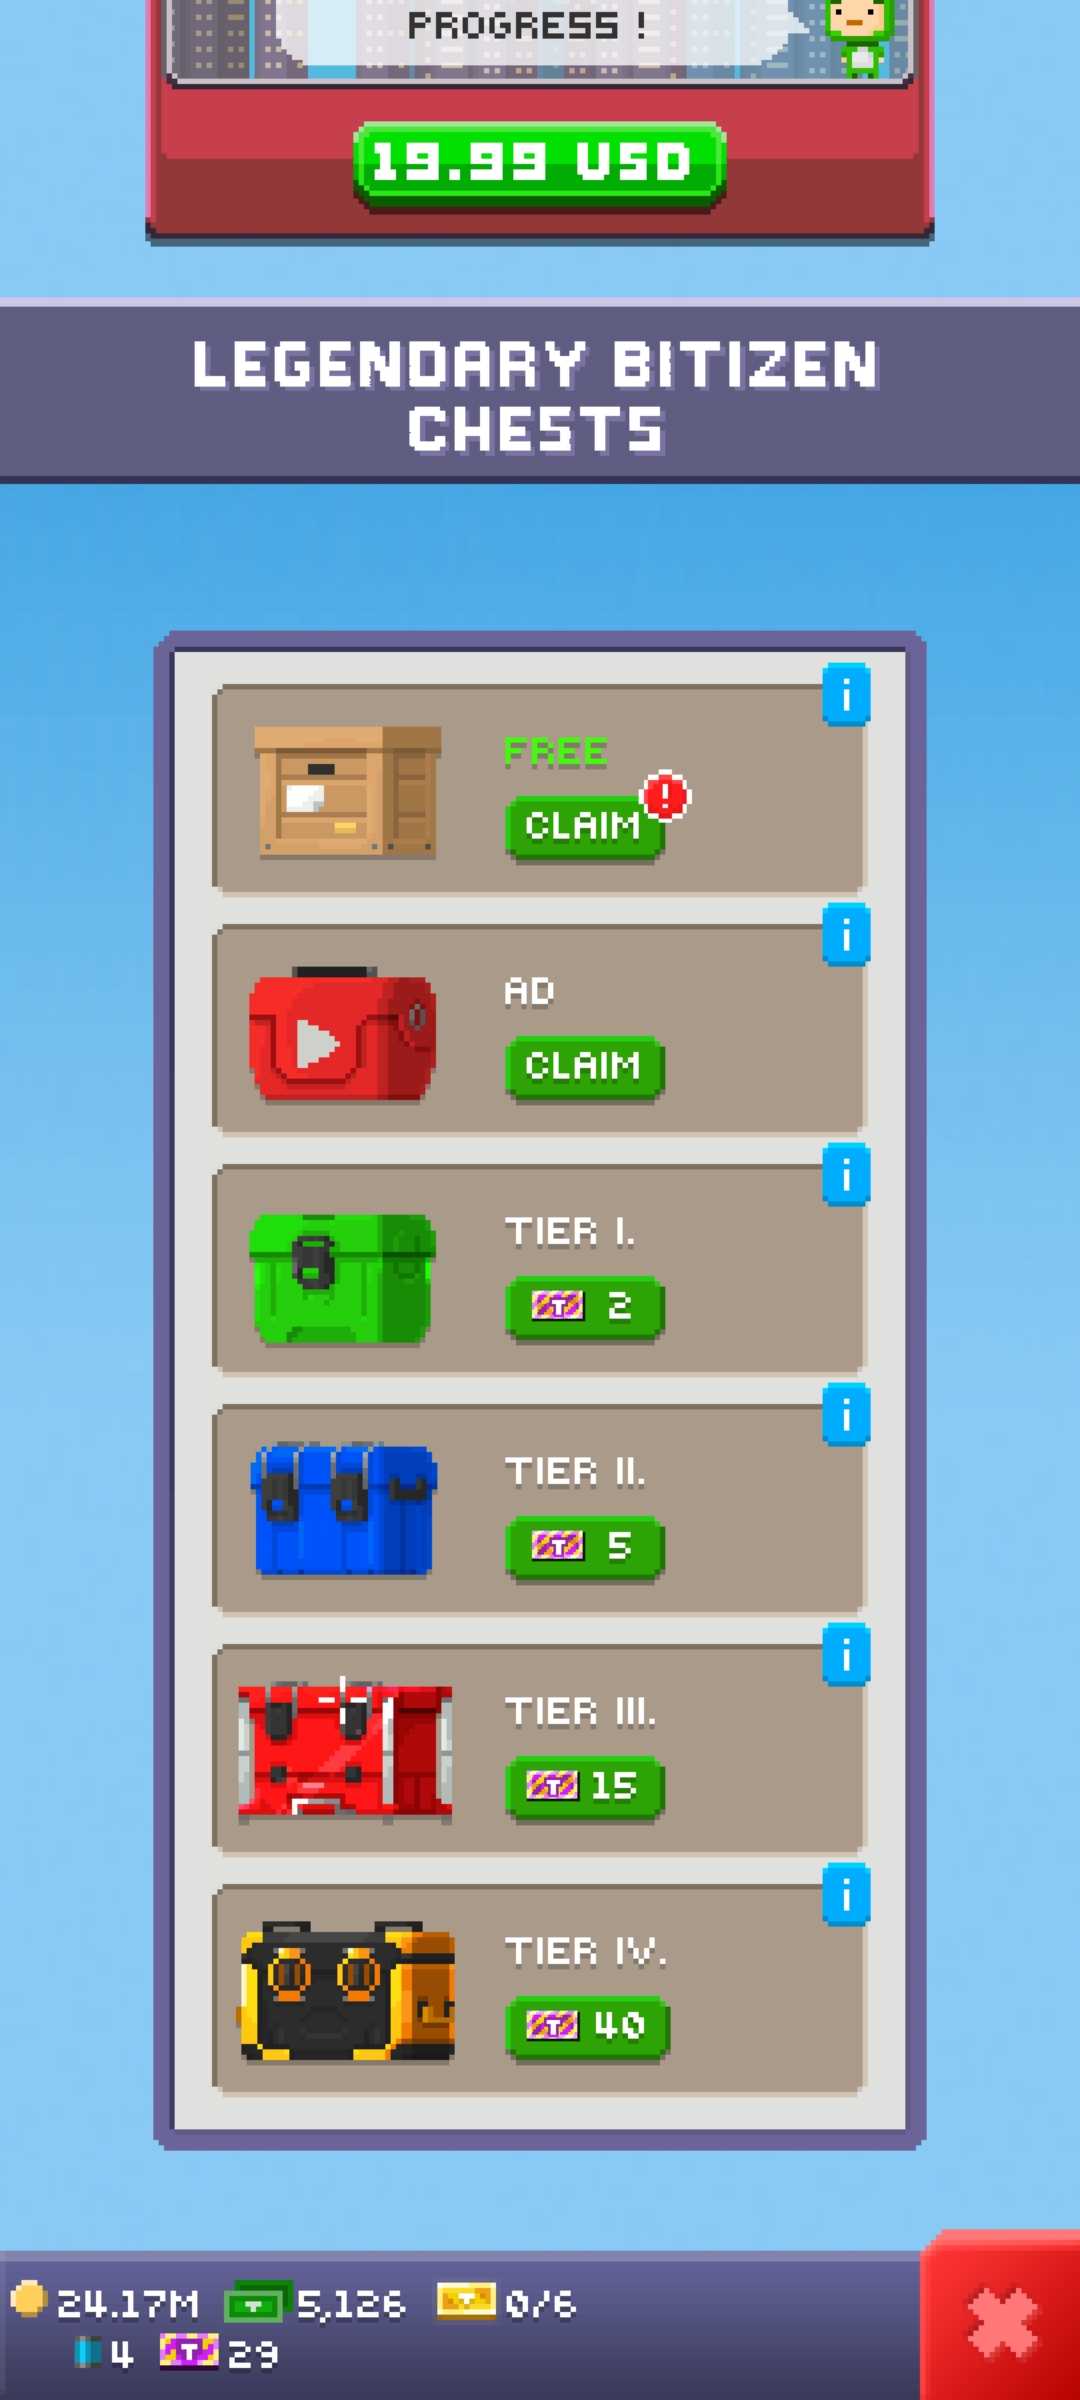 PROGRESS !
19.99 USD
LEGENDARY BITIZEN
CHESTS
i
FREE
CLAIM
!
i
AD
CLAIM
i
TIER I.
T 2
i
TIER II.
T 5
i
TIER III.
T 15
i
TIER IV.
T 40
24.17M 5,126 0/6
4 T 29